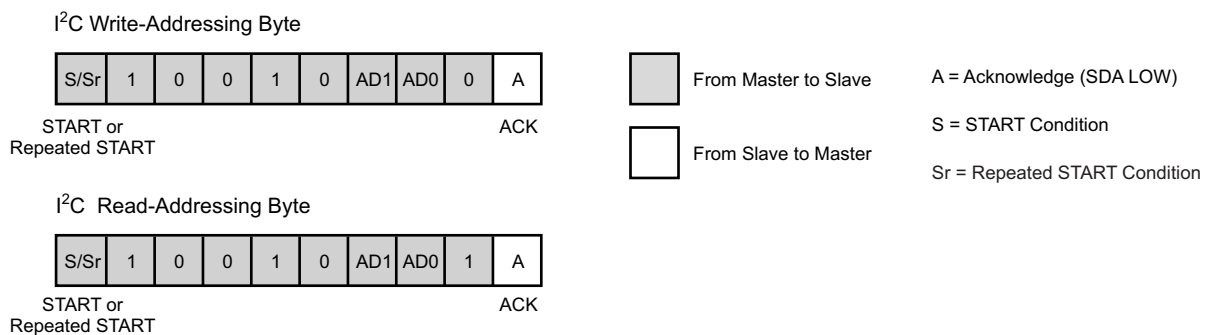 I²C Write-Addressing Byte
S/Sr 1 0 0 1 0 AD1 AD0 0 A
START or
Repeated START
ACK
I²C Read-Addressing Byte
S/Sr 1 0 0 1 0 AD1 AD0 1 A
START or
Repeated START
ACK
From Master to Slave
From Slave to Master
A = Acknowledge (SDA LOW)
S = START Condition
Sr = Repeated START Condition